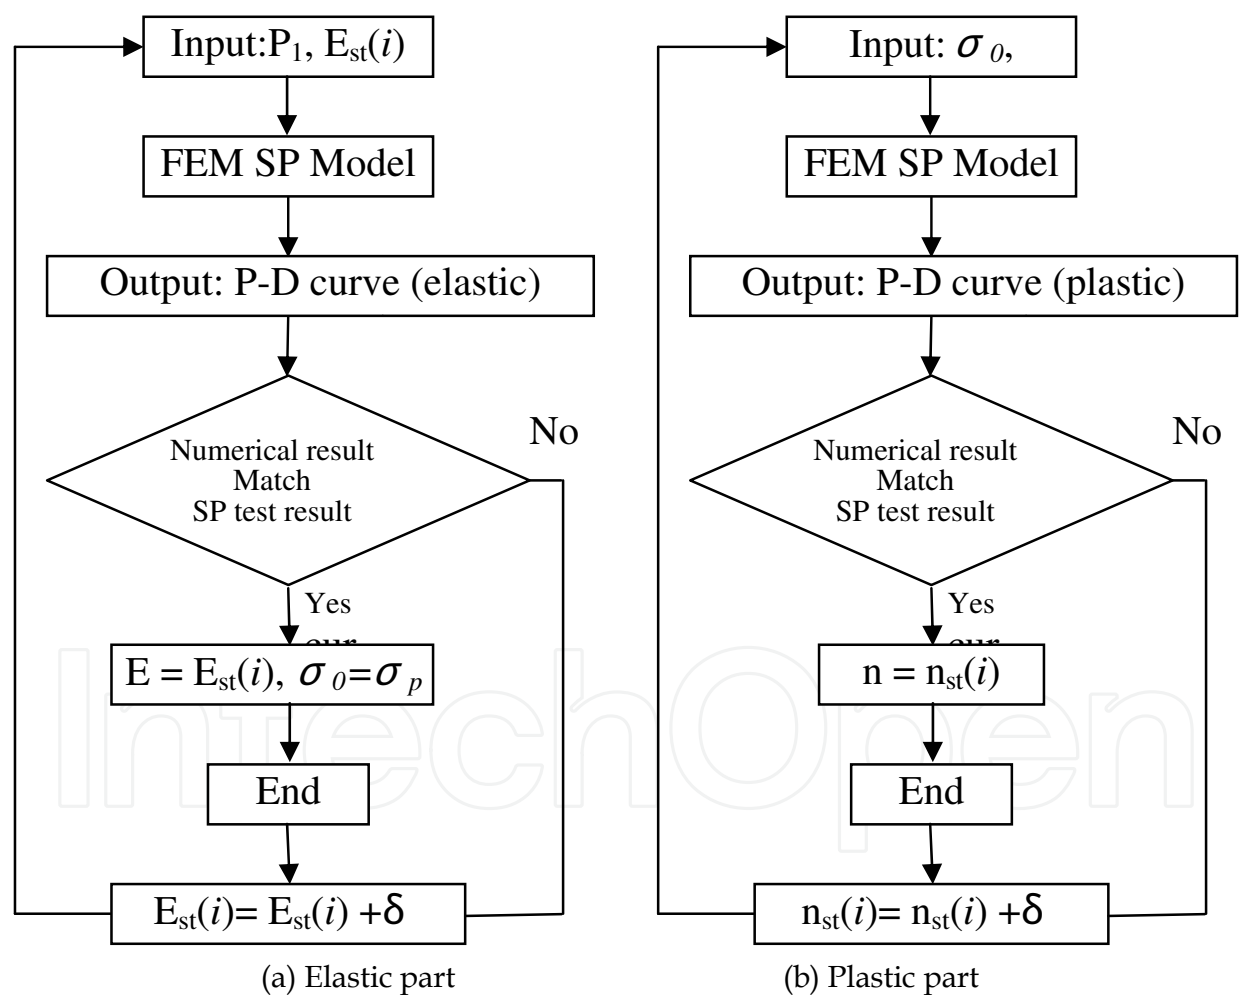 Input:P₁, Eₛₜ(i)
FEM SP Model
Output: P-D curve (elastic)
No
Numerical result
Match
SP test result
Yes
E = Eₛₜ(i), σ₀=σₚ
End
Eₛₜ(i)= Eₛₜ(i) +δ
(a) Elastic part
Input: σ₀,
FEM SP Model
Output: P-D curve (plastic)
No
Numerical result
Match
SP test result
Yes
n = nₛₜ(i)
End
nₛₜ(i)= nₛₜ(i) +δ
(b) Plastic part
IntechOpen